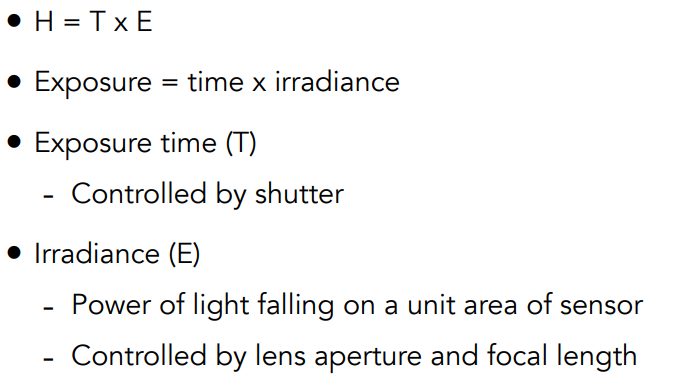 • H = T x E
• Exposure = time x irradiance
• Exposure time (T)
- Controlled by shutter
• Irradiance (E)
- Power of light falling on a unit area of sensor
- Controlled by lens aperture and focal length